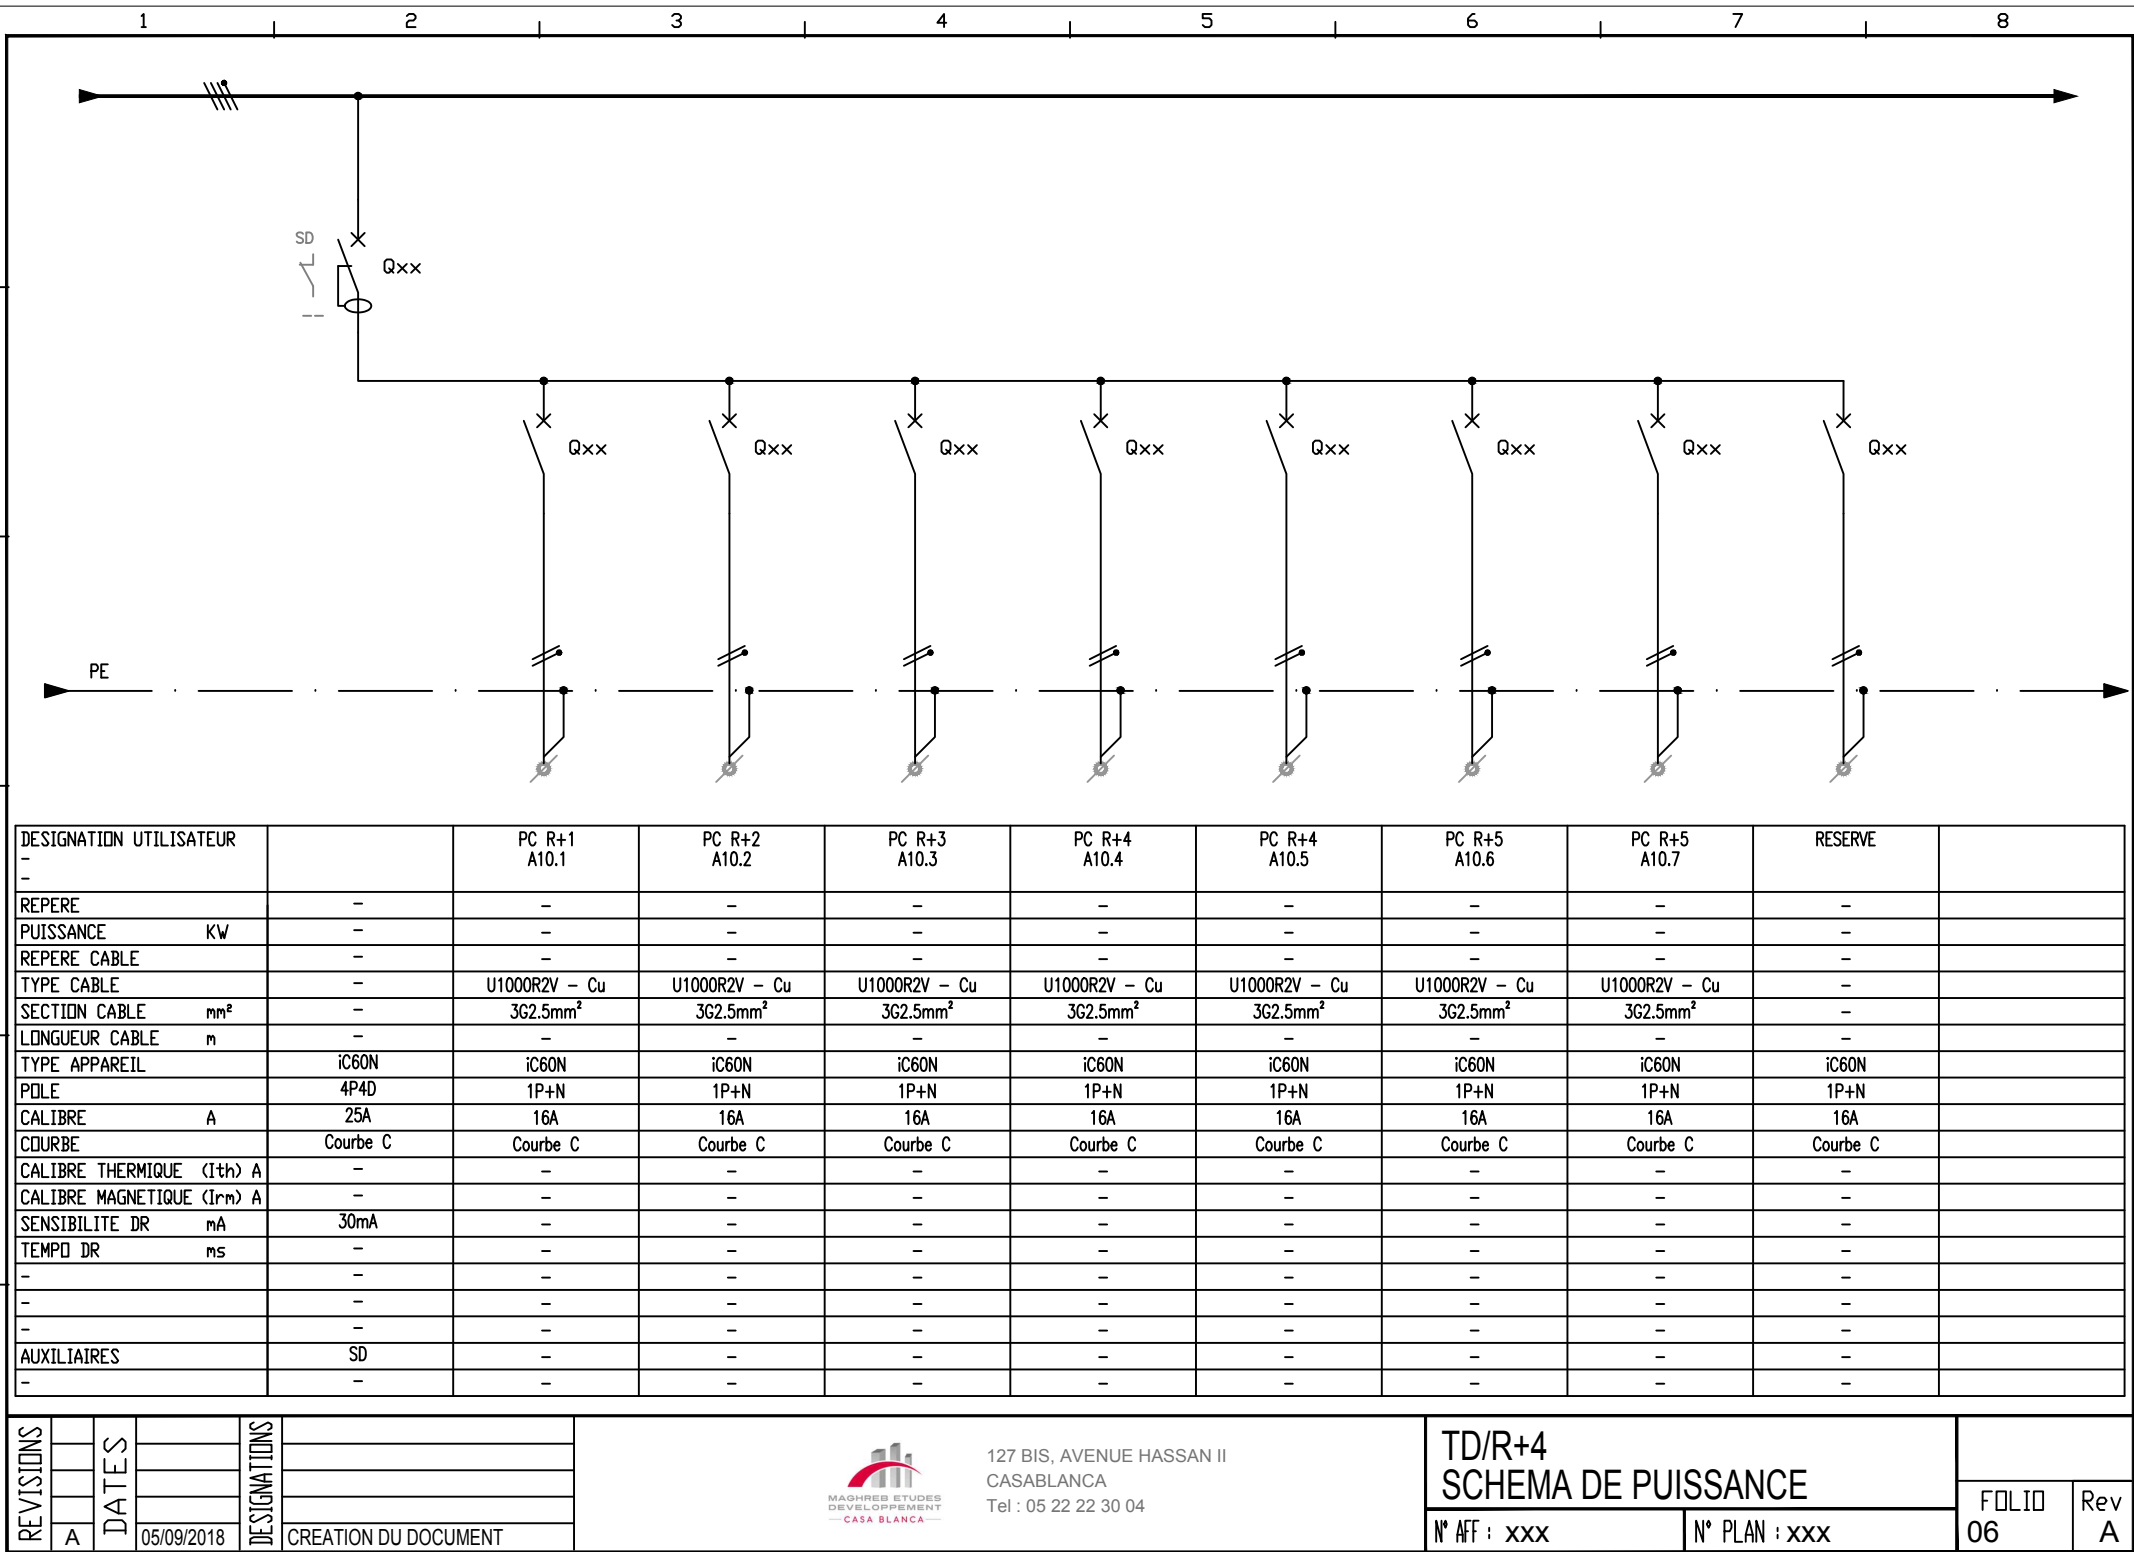 1 2 3 4 5 6 7 8
SD
Qxx
--
Qxx Qxx Qxx Qxx Qxx Qxx Qxx Qxx
PE
DESIGNATION UTILISATEUR PC R+1 PC R+2 PC R+3 PC R+4 PC R+4 PC R+5 PC R+5 RESERVE
- A10.1 A10.2 A10.3 A10.4 A10.5 A10.6 A10.7
-
REPERE - - - - - - - - -
PUISSANCE KW - - - - - - - - -
REPERE CABLE - - - - - - - - -
TYPE CABLE - U1000R2V - Cu U1000R2V - Cu U1000R2V - Cu U1000R2V - Cu U1000R2V - Cu U1000R2V - Cu U1000R2V - Cu -
SECTION CABLE mm² - 3G2.5mm² 3G2.5mm² 3G2.5mm² 3G2.5mm² 3G2.5mm² 3G2.5mm² 3G2.5mm² -
LONGUEUR CABLE m - - - - - - - - -
TYPE APPAREIL iC60N iC60N iC60N iC60N iC60N iC60N iC60N iC60N iC60N
POLE 4P4D 1P+N 1P+N 1P+N 1P+N 1P+N 1P+N 1P+N 1P+N
CALIBRE A 25A 16A 16A 16A 16A 16A 16A 16A 16A
COURBE Courbe C Courbe C Courbe C Courbe C Courbe C Courbe C Courbe C Courbe C Courbe C
CALIBRE THERMIQUE (Ith) A - - - - - - - - -
CALIBRE MAGNETIQUE (Irm) A - - - - - - - - -
SENSIBILITE DR mA 30mA - - - - - - - -
TEMPO DR ms - - - - - - - - -
- - - - - - - - - -
- - - - - - - - - -
- - - - - - - - - -
AUXILIAIRES SD - - - - - - - -
- - - - - - - - - -
REVISIONS
A
DATES
05/09/2018
DESIGNATIONS
CREATION DU DOCUMENT
MAGHREB ETUDES
DEVELOPPEMENT
CASA BLANCA
127 BIS, AVENUE HASSAN II
CASABLANCA
Tel : 05 22 22 30 04
TD/R+4
SCHEMA DE PUISSANCE
N° AFF : xxx
N° PLAN : xxx
FOLIO
06
Rev
A